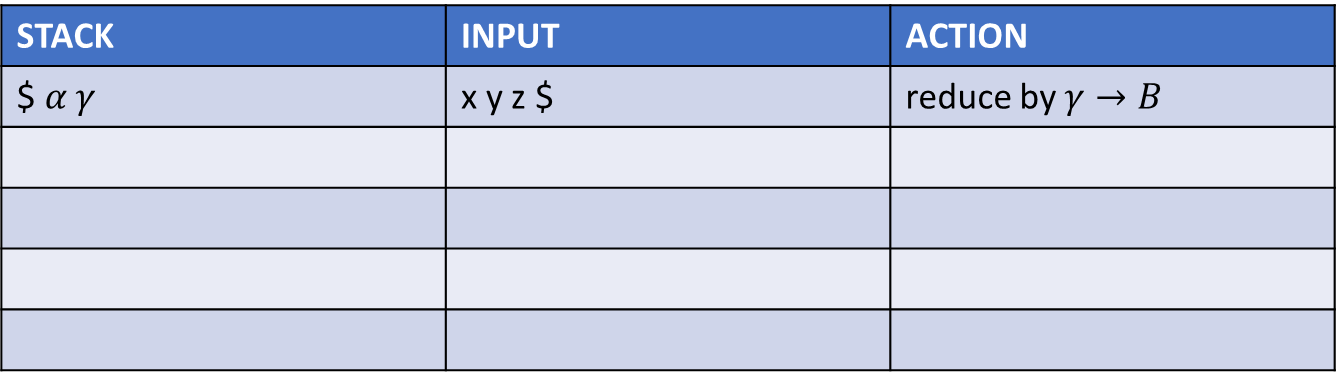 STACK INPUT ACTION
$ α γ x y z $ reduce by γ → B